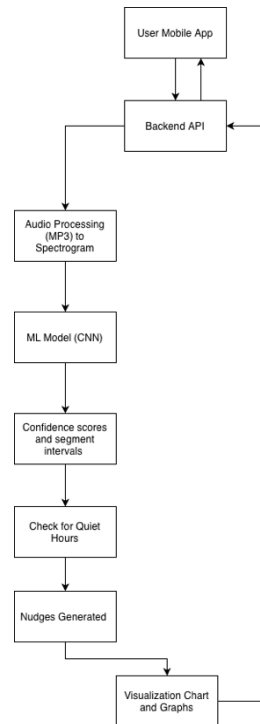 User Mobile App
Backend API
Audio Processing
(MP3) to
Spectrogram
ML Model (CNN)
Confidence scores
and segment
intervals
Check for Quiet
Hours
Nudges Generated
Visualization Chart
and Graphs